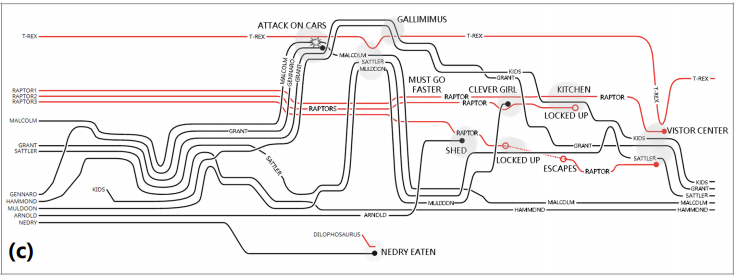 ATTACK ON CARS
GALLIMIMUS
T-REX
T-REX
T-REX
MALCOLM
GENNARO
GRANT
MALCOLM
SATTLER
MULDOON
KIDS
GRANT
MUST GO
FASTER
CLEVER GIRL
KITCHEN
T-REX
T-REX
RAPTOR1
RAPTOR2
RAPTOR3
RAPTORS
RAPTOR
RAPTOR
RAPTOR
LOCKED UP
MALCOLM
GRANT
RAPTOR
VISTOR CENTER
KIDS
GRANT
SATTLER
SATTLER
SHED
LOCKED UP
GRANT
SATTLER
ESCAPES
RAPTOR
KIDS
GENNARO
HAMMOND
KIDS
KIDS
GRANT
SATTLER
MULDOON
MULDOON
MALCOLM
MALCOLM
ARNOLD
ARNOLD
HAMMOND
HAMMOND
NEDRY
DILOPHOSAURUS
NEDRY EATEN
(c)